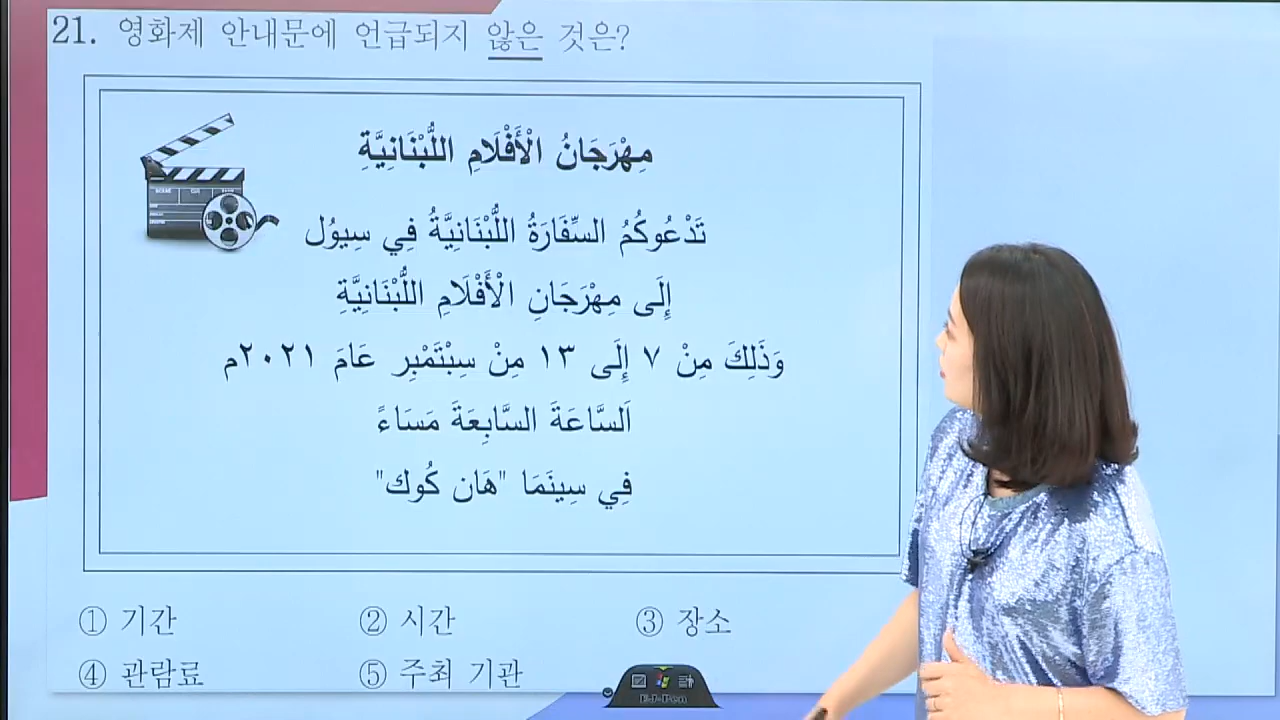 21. 영화제 안내문에 언급되지 않은 것은?
مِهْرَجَانُ الْأَفْلَامِ اللُّبْنَانِيَّةِ
تَدْعُوكُمُ السِّفَارَةُ اللُّبْنَانِيَّةُ فِي سِيوُل
إِلَى مِهْرَجَانِ الْأَفْلَامِ اللُّبْنَانِيَّةِ
وَذَلِكَ مِنْ ٧ إِلَى ١٣ مِنْ سِبْتَمْبِر عَامَ ٢٠٢١م
اَلسَّاعَةَ السَّابِعَةَ مَسَاءً
فِي سِينَمَا "هَان كُوك"
① 기간 ② 시간 ③ 장소
④ 관람료 ⑤ 주최 기관